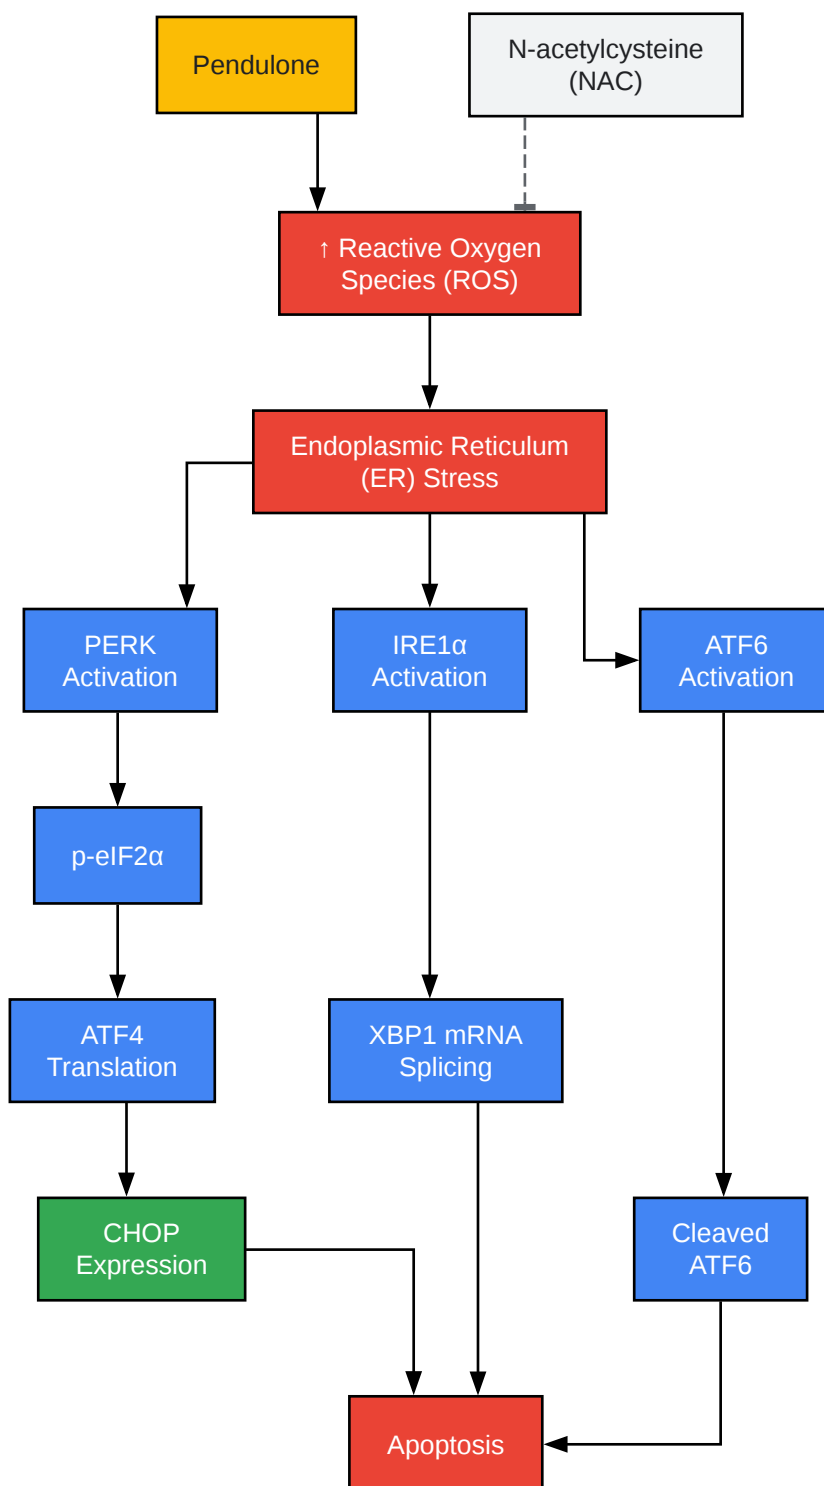 Pendulone
N-acetylcysteine
(NAC)
↑ Reactive Oxygen
Species (ROS)
Endoplasmic Reticulum
(ER) Stress
PERK
Activation
IRE1α
Activation
ATF6
Activation
p-eIF2α
ATF4
Translation
XBP1 mRNA
Splicing
CHOP
Expression
Cleaved
ATF6
Apoptosis